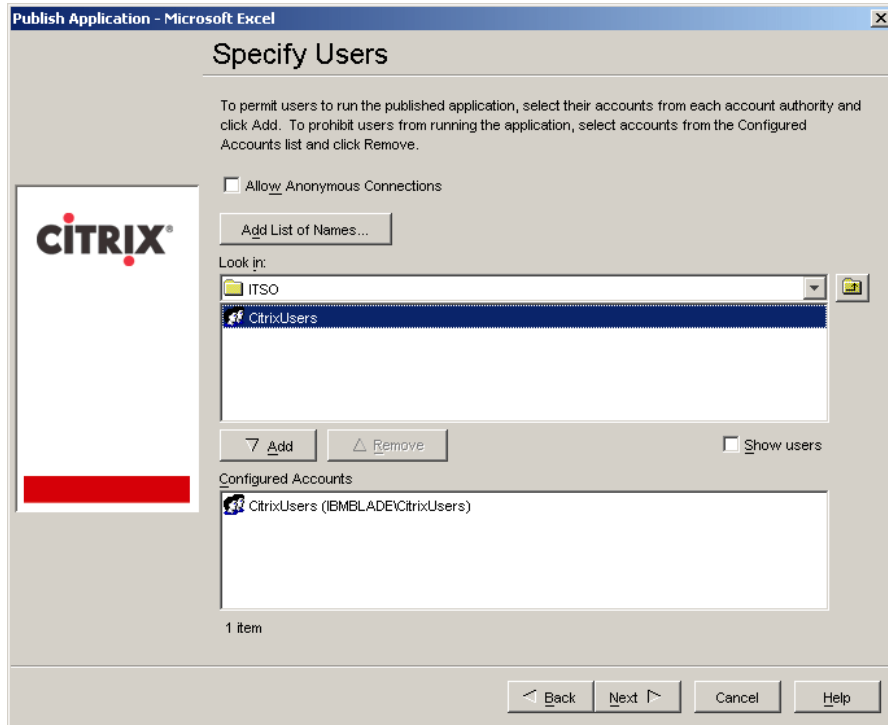 Publish Application - Microsoft Excel
Specify Users
To permit users to run the published application, select their accounts from each account authority and
click Add. To prohibit users from running the application, select accounts from the Configured
Accounts list and click Remove.
Allow Anonymous Connections
CITRIX®
Add List of Names...
Look in:
ITSO
CitrixUsers
Add
Remove
Show users
Configured Accounts
CitrixUsers (IBMBLADE\CitrixUsers)
1 item
Back
Next
Cancel
Help